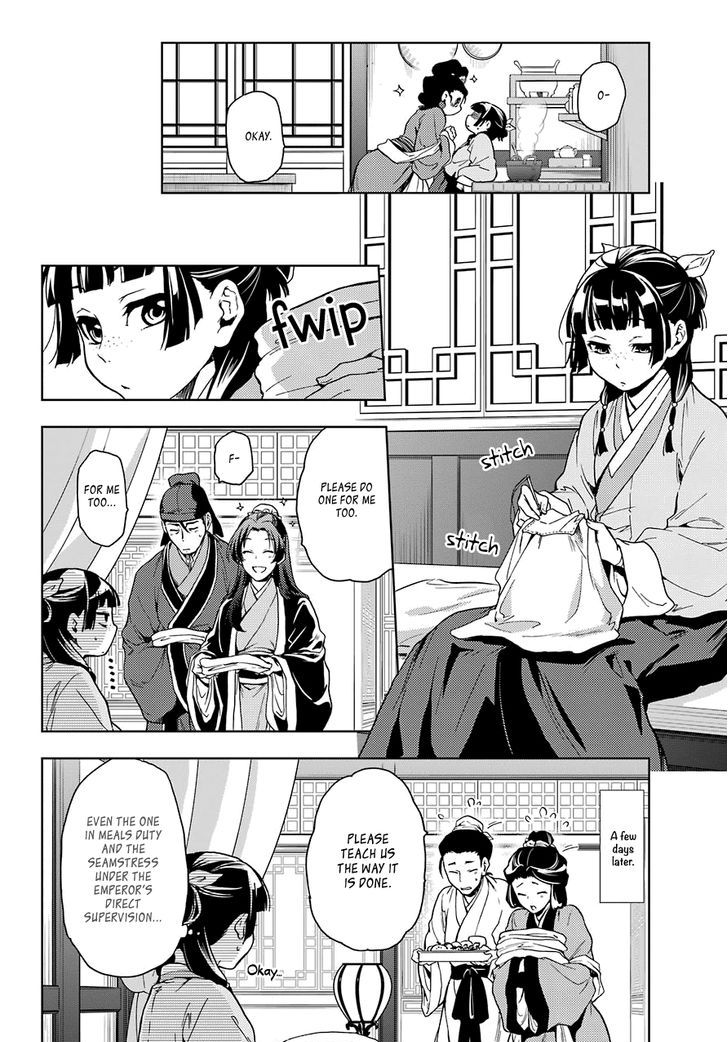 O-
OKAY.
stitch
stitch
fwip
PLEASE DO
ONE FOR ME
TOO.
F-
FOR ME
TOO...
A few
days
later.
PLEASE
TEACH US
THE WAY IT
IS DONE.
EVEN THE ONE
IN MEALS DUTY
AND THE
SEAMSTRESS
UNDER THE
EMPEROR'S
DIRECT
SUPERVISION...
Okay...